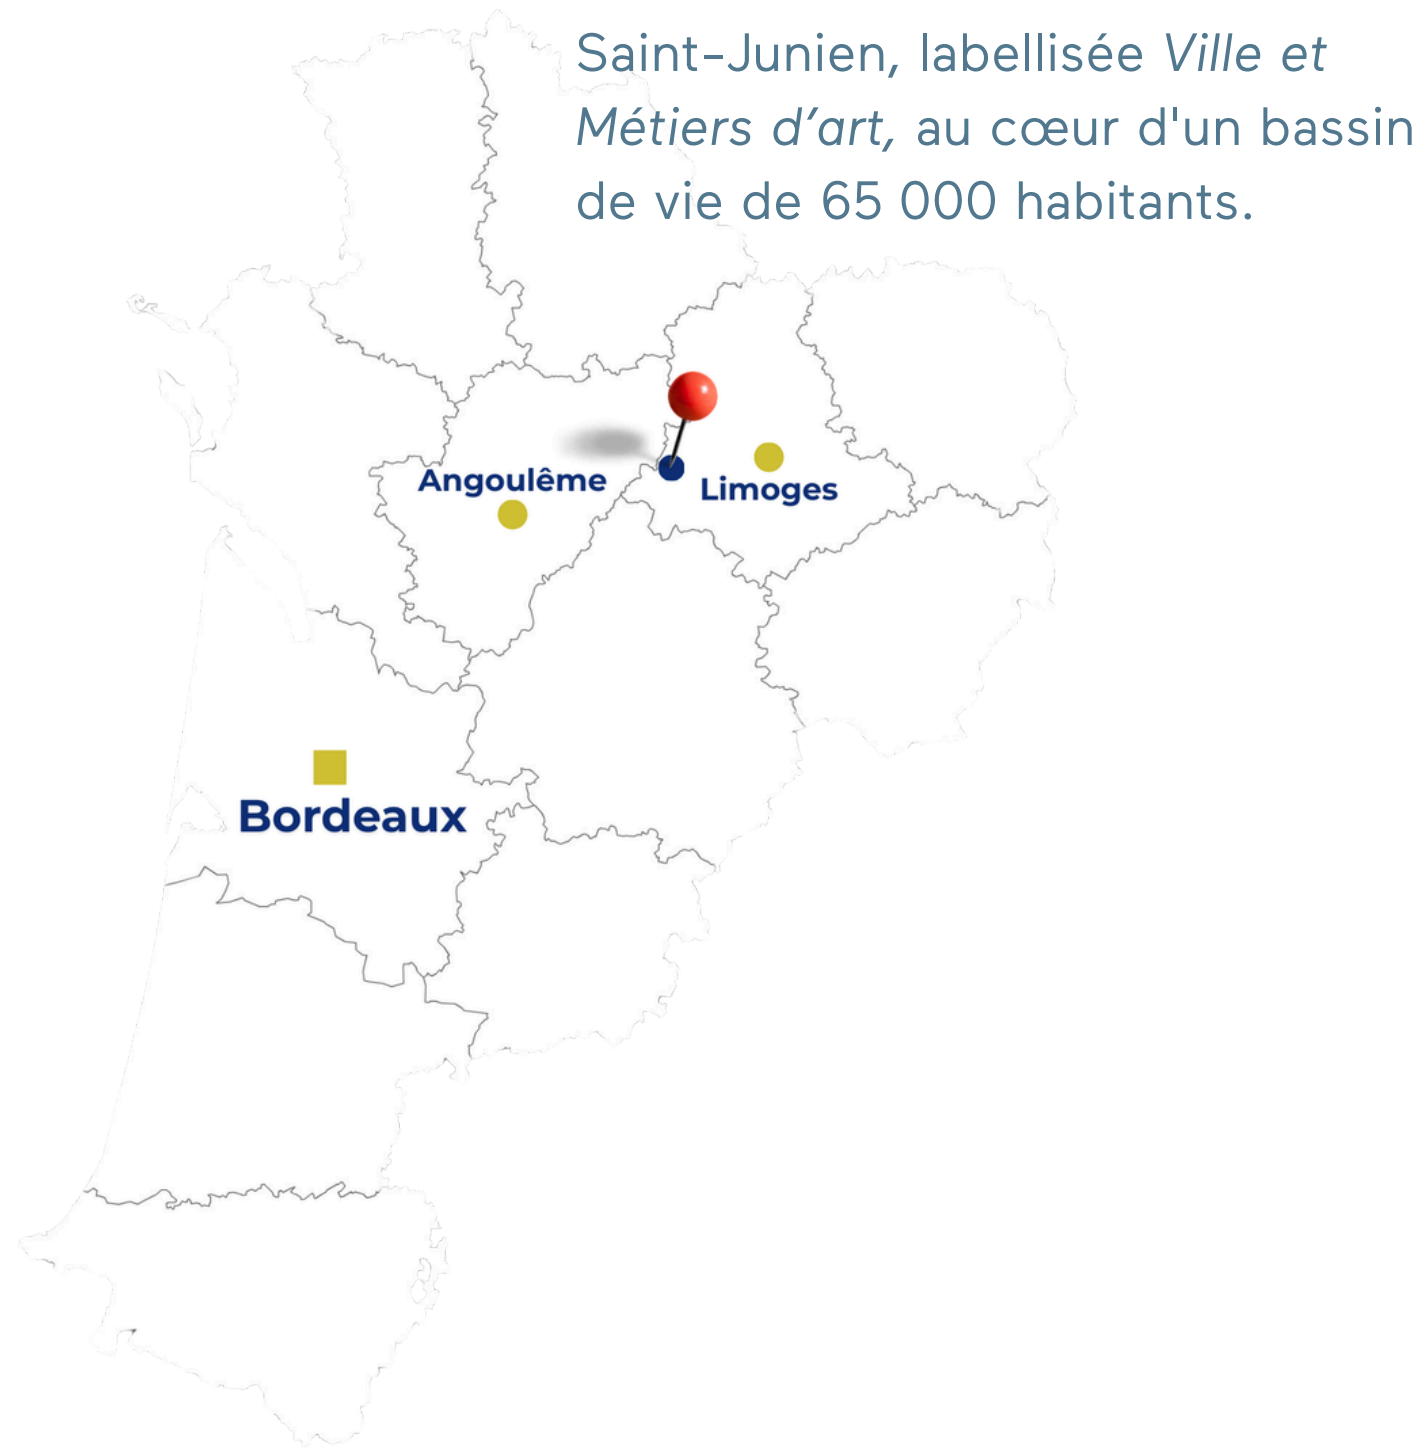 Saint-Junien, labellisée Ville et
Métiers d’art, au cœur d'un bassin
de vie de 65 000 habitants.
Angoulême
Limoges
Bordeaux